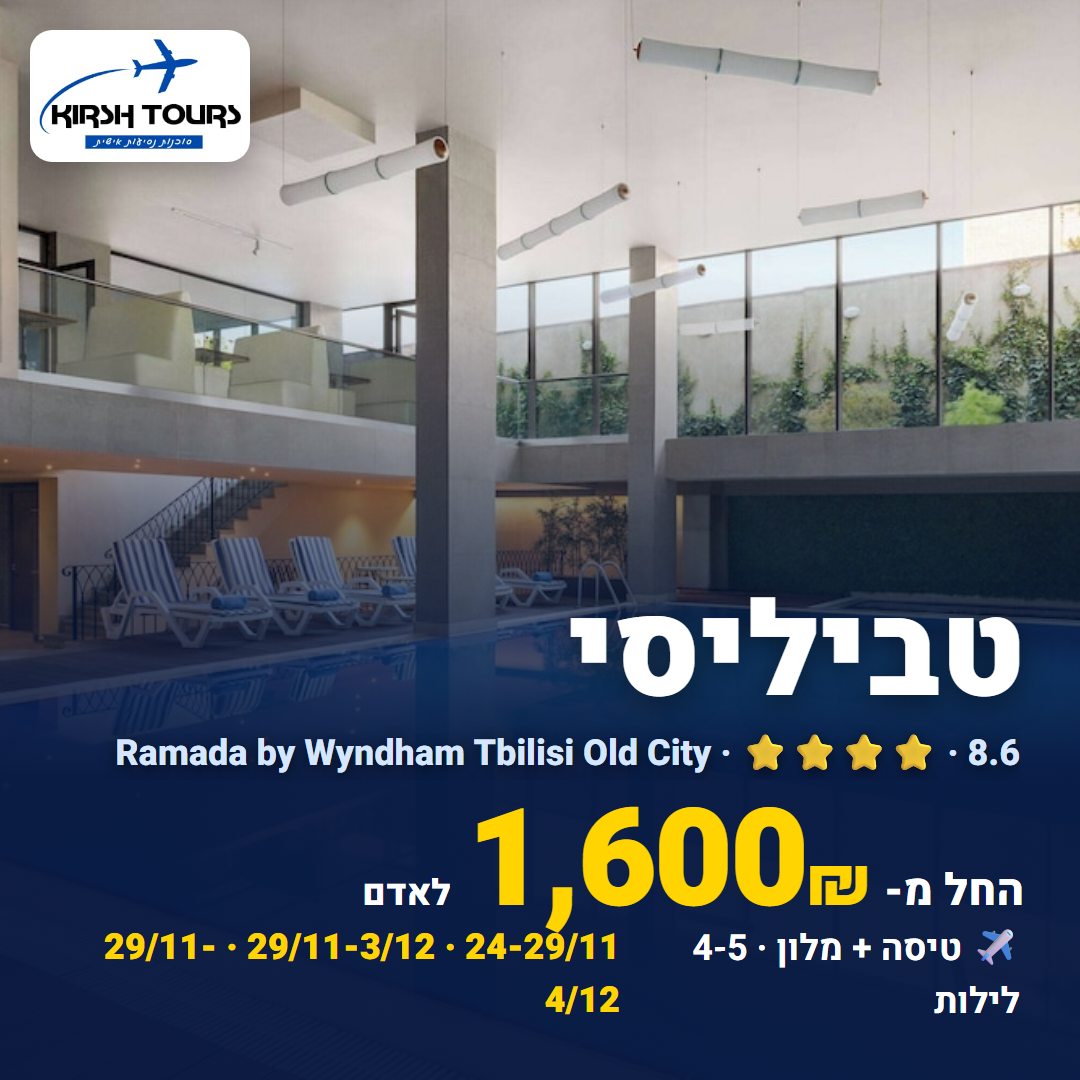 KIRSH TOURS
סוכנות נסיעות אישית
טביליסי
8.6 · ⭐⭐⭐⭐ · Ramada by Wyndham Tbilisi Old City
החל מ- ₪1,600 לאדם
✈️ טיסה + מלון · 4-5 לילות
24-29/11 · 29/11-3/12 · 29/11-
4/12